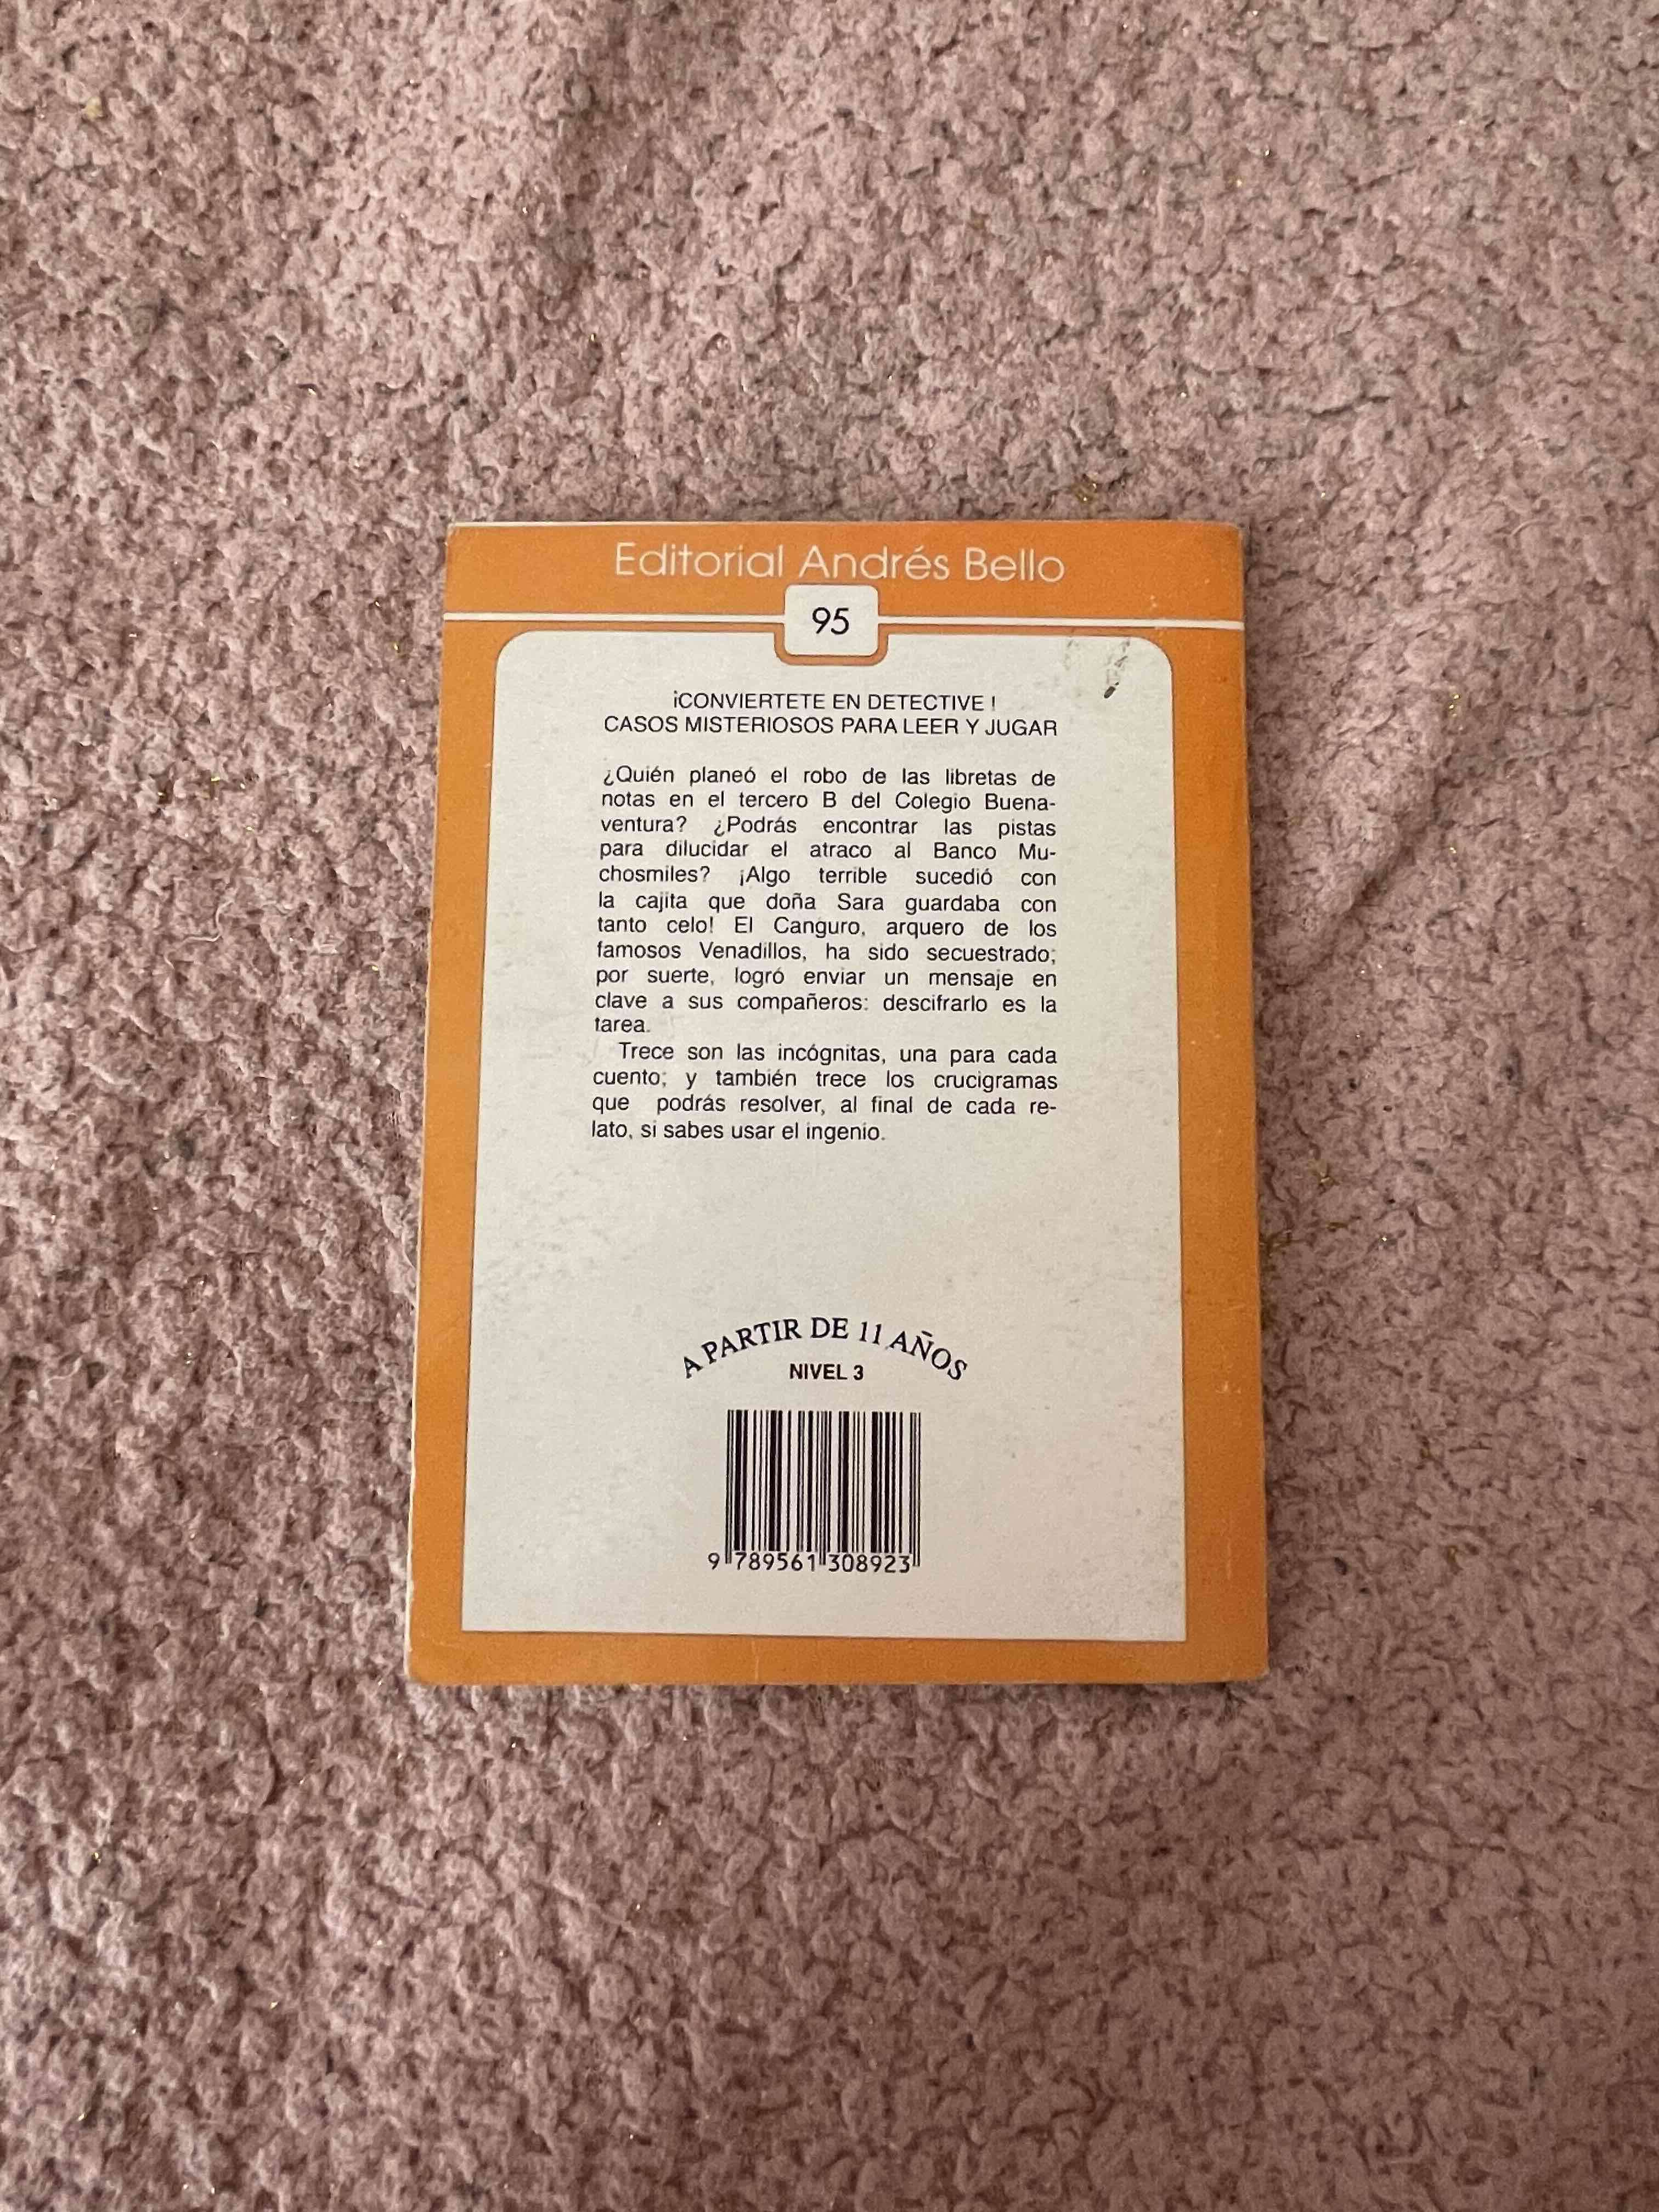 Editorial Andrés Bello
95
¡CONVIERTETE EN DETECTIVE !
CASOS MISTERIOSOS PARA LEER Y JUGAR
¿Quién planeó el robo de las libretas de
notas en el tercero B del Colegio Buena-
ventura? ¿Podrás encontrar las pistas
para dilucidar el atraco al Banco Mu-
chosmiles? ¡Algo terrible sucedió con
la cajita que doña Sara guardaba con
tanto celo! El Canguro, arquero de los
famosos Venadillos, ha sido secuestrado;
por suerte, logró enviar un mensaje en
clave a sus compañeros: descifrarlo es la
tarea.
Trece son las incógnitas, una para cada
cuento; y también trece los crucigramas
que podrás resolver, al final de cada re-
lato, si sabes usar el ingenio.
A PARTIR DE 11 AÑOS
NIVEL 3
9 789561 308923